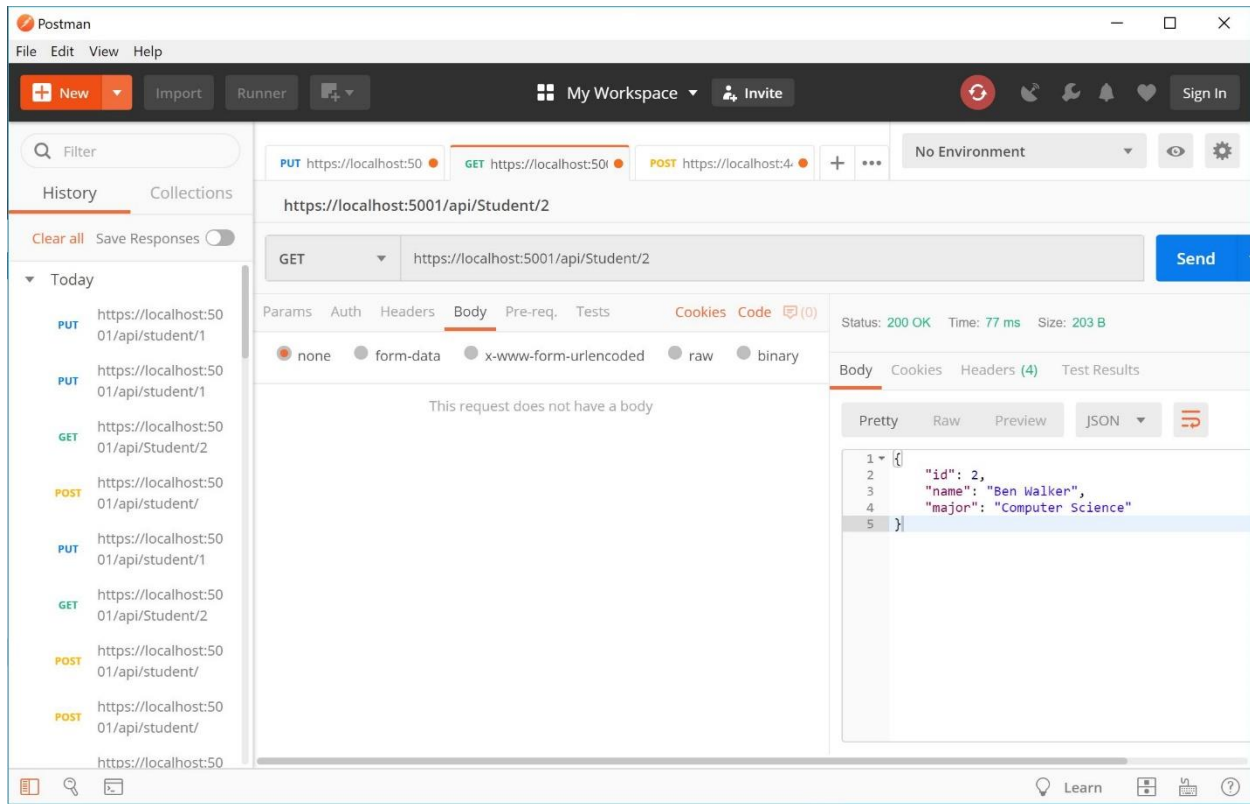 Postman
File Edit View Help
New Import Runner My Workspace Invite Sign In
Filter
History Collections
Clear all Save Responses
Today
PUT https://localhost:50
01/api/student/1
PUT https://localhost:50
01/api/student/1
GET https://localhost:50
01/api/Student/2
POST https://localhost:50
01/api/student/
PUT https://localhost:50
01/api/student/1
GET https://localhost:50
01/api/Student/2
POST https://localhost:50
01/api/student/
POST https://localhost:50
01/api/student/
https://localhost:50
PUT https://localhost:50 GET https://localhost:500 POST https://localhost:44 + ••• No Environment
https://localhost:5001/api/Student/2
GET https://localhost:5001/api/Student/2 Send
Params Auth Headers Body Pre-req. Tests Cookies Code (0)
none form-data x-www-form-urlencoded raw binary
This request does not have a body
Status: 200 OK Time: 77 ms Size: 203 B
Body Cookies Headers (4) Test Results
Pretty Raw Preview JSON
1 {
2 "id": 2,
3 "name": "Ben Walker",
4 "major": "Computer Science"
5 }
Learn